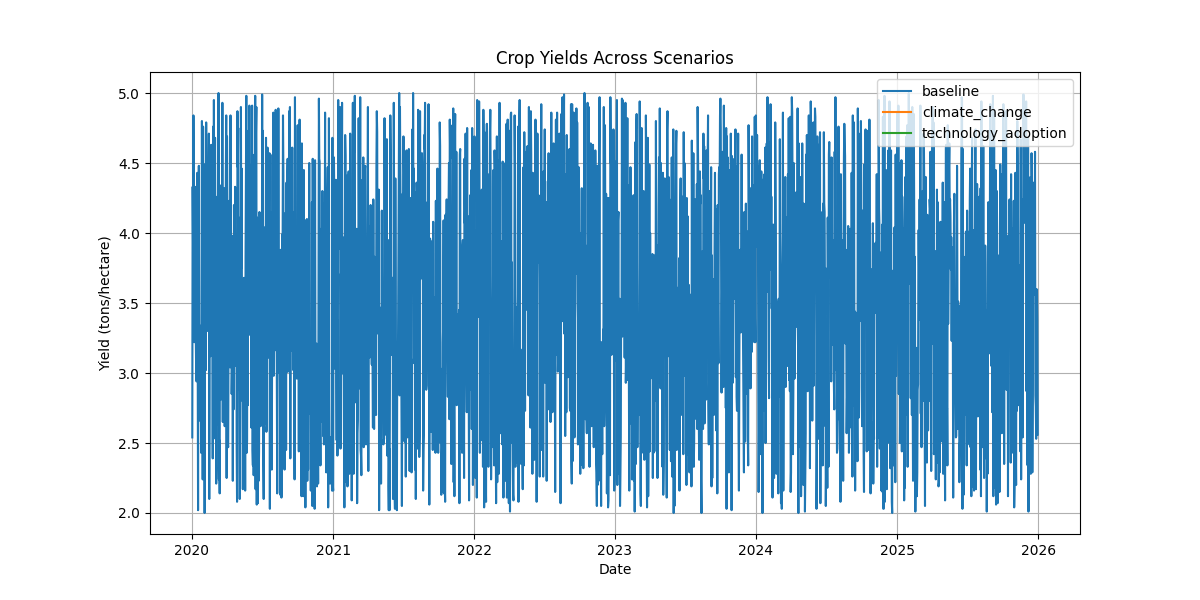 Crop Yields Across Scenarios
baseline
climate_change
technology_adoption
Yield (tons/hectare)
5.0
4.5
4.0
3.5
3.0
2.5
2.0
2020 2021 2022 2023 2024 2025 2026
Date